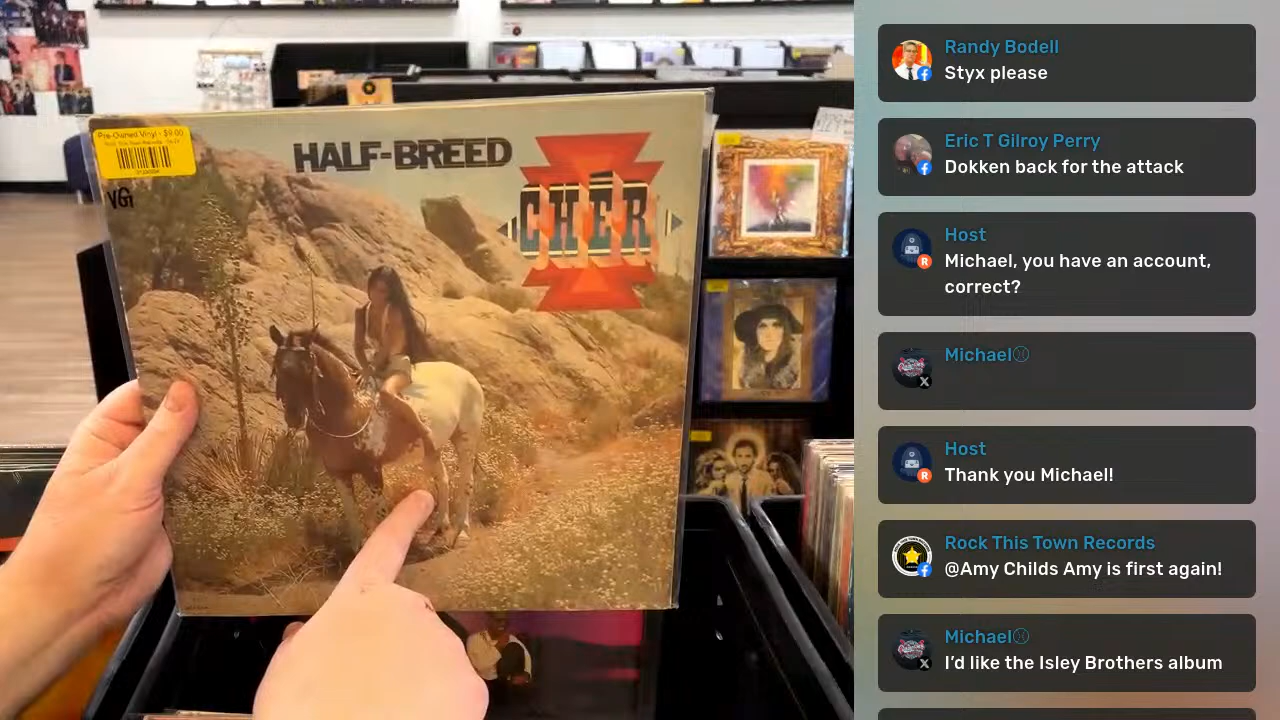 Pre-Owned Vinyl - $9.00
VG+
HALF-BREED
CHER
Randy Bodell
Styx please
Eric T Gilroy Perry
Dokken back for the attack
Host
Michael, you have an account,
correct?
Michael
Host
Thank you Michael!
Rock This Town Records
@Amy Childs Amy is first again!
Michael
I'd like the Isley Brothers album